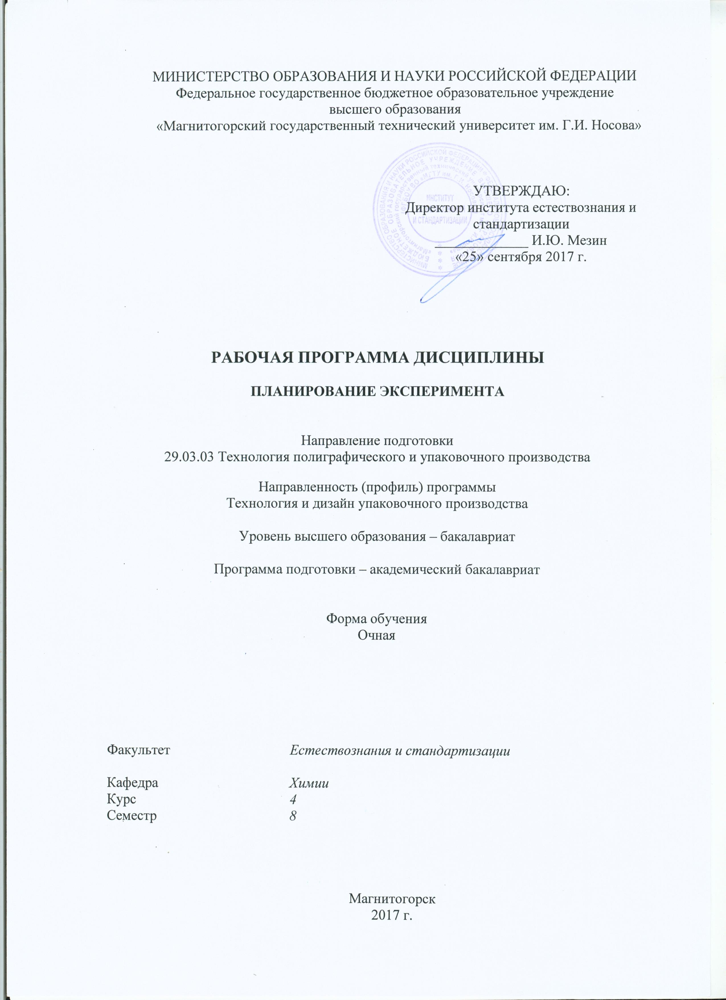 МИНИСТЕРСТВО ОБРАЗОВАНИЯ И НАУКИ РОССИЙСКОЙ ФЕДЕРАЦИИ
Федеральное государственное бюджетное образовательное учреждение
высшего образования
«Магнитогорский государственный технический университет им. Г.И. Носова»
ИНСТИТУТ
И СТАНДАРТИЗАЦИИ
УТВЕРЖДАЮ:
Директор института естествознания и
стандартизации
И.Ю. Мезин
«25» сентября 2017 г.
РАБОЧАЯ ПРОГРАММА ДИСЦИПЛИНЫ
ПЛАНИРОВАНИЕ ЭКСПЕРИМЕНТА
Направление подготовки
29.03.03 Технология полиграфического и упаковочного производства
Направленность (профиль) программы
Технология и дизайн упаковочного производства
Уровень высшего образования – бакалавриат
Программа подготовки – академический бакалавриат
Форма обучения
Очная
Факультет Естествознания и стандартизации
Кафедра Химии
Курс 4
Семестр 8
Магнитогорск
2017 г.